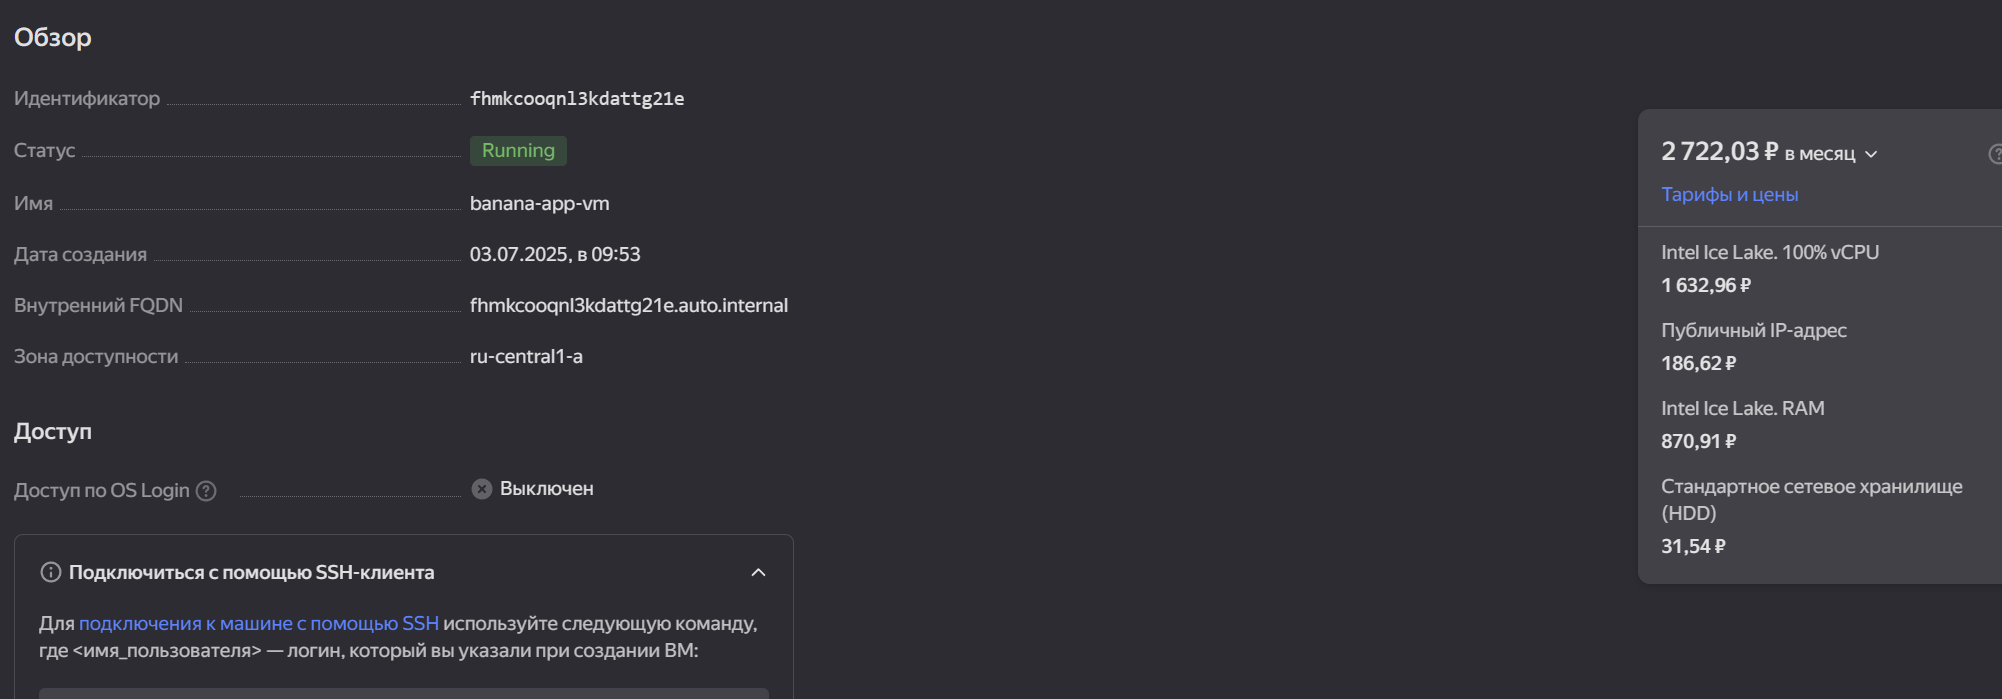 Обзор
Идентификатор fhmkcooqnl3kdattg21e
Статус Running
Имя banana-app-vm
Дата создания 03.07.2025, в 09:53
Внутренний FQDN fhmkcooqnl3kdattg21e.auto.internal
Зона доступности ru-central1-a
Доступ
Доступ по OS Login ? Выключен
Подключиться с помощью SSH-клиента
Для подключения к машине с помощью SSH используйте следующую команду,
где <имя_пользователя> — логин, который вы указали при создании ВМ:
2 722,03 ₽ в месяц ?
Тарифы и цены
Intel Ice Lake. 100% vCPU
1 632,96 ₽
Публичный IP-адрес
186,62 ₽
Intel Ice Lake. RAM
870,91 ₽
Стандартное сетевое хранилище
(HDD)
31,54 ₽